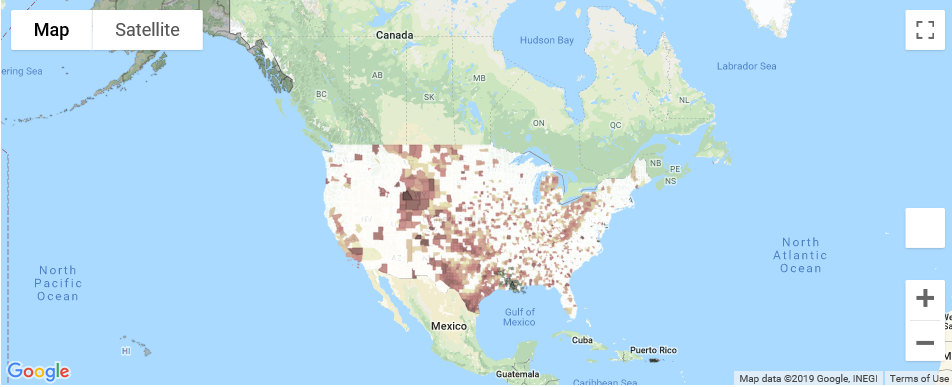 Map
Satellite
Canada
Hudson Bay
ering Sea
Labrador Sea
AB
MB
BC
SK
NL
ON
QC
NB
PE
NS
NV
AZ
North
Pacific
Ocean
North
Atlantic
Ocean
Gulf of
Mexico
Mexico
Cuba
HI
Puerto Rico
Guatemala
Caribbean Sea
Google
Map data ©2019 Google, INEGI
Terms of Use